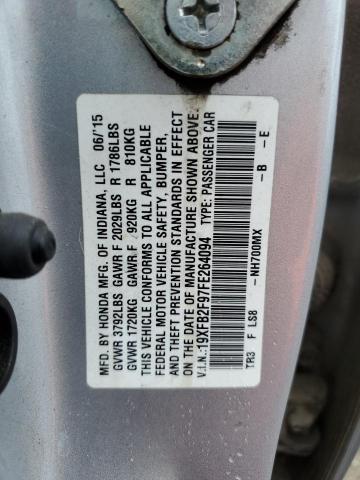 MFD. BY HONDA MFG. OF INDIANA, LLC 06/'15
GVWR 3792LBS GAWR F 2029LBS R 1786LBS
GVWR 1720KG GAWR F 920KG R 810KG
THIS VEHICLE CONFORMS TO ALL APPLICABLE
FEDERAL MOTOR VEHICLE SAFETY, BUMPER,
AND THEFT PREVENTION STANDARDS IN EFFECT
ON THE DATE OF MANUFACTURE SHOWN ABOVE.
V.I.N.: 19XFB2F97FE264094 TYPE: PASSENGER CAR
TR3 F LS8 -NH700MX -B -E